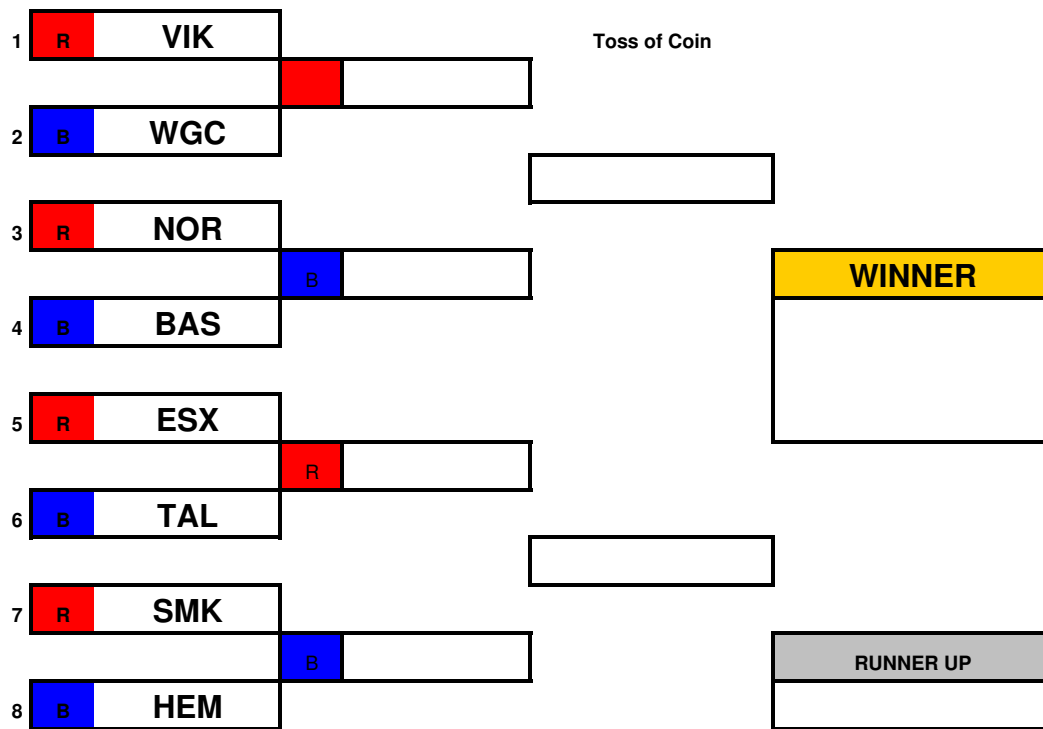 1 R VIK Toss of Coin
2 B WGC
3 R NOR
B WINNER
4 B BAS
5 R ESX
R
6 B TAL
7 R SMK
B RUNNER UP
8 B HEM